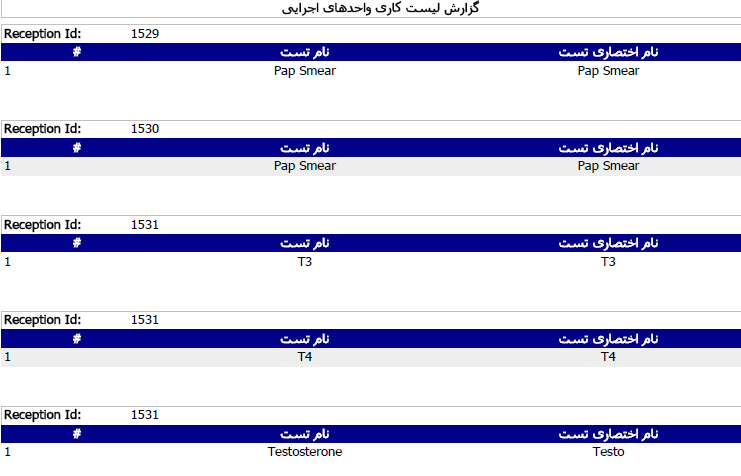 گزارش لیست کاری واحدهای اجرایی
Reception Id: 1529
# نام تست نام اختصاری تست
1 Pap Smear Pap Smear
Reception Id: 1530
# نام تست نام اختصاری تست
1 Pap Smear Pap Smear
Reception Id: 1531
# نام تست نام اختصاری تست
1 T3 T3
Reception Id: 1531
# نام تست نام اختصاری تست
1 T4 T4
Reception Id: 1531
# نام تست نام اختصاری تست
1 Testosterone Testo